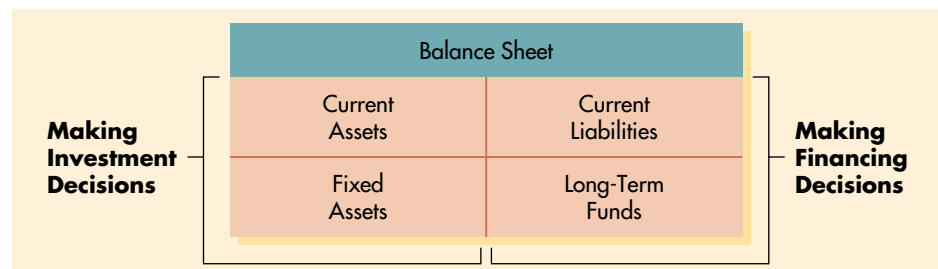 Balance Sheet
Making
Investment
Decisions
Current
Assets
Current
Liabilities
Fixed
Assets
Long-Term
Funds
Making
Financing
Decisions